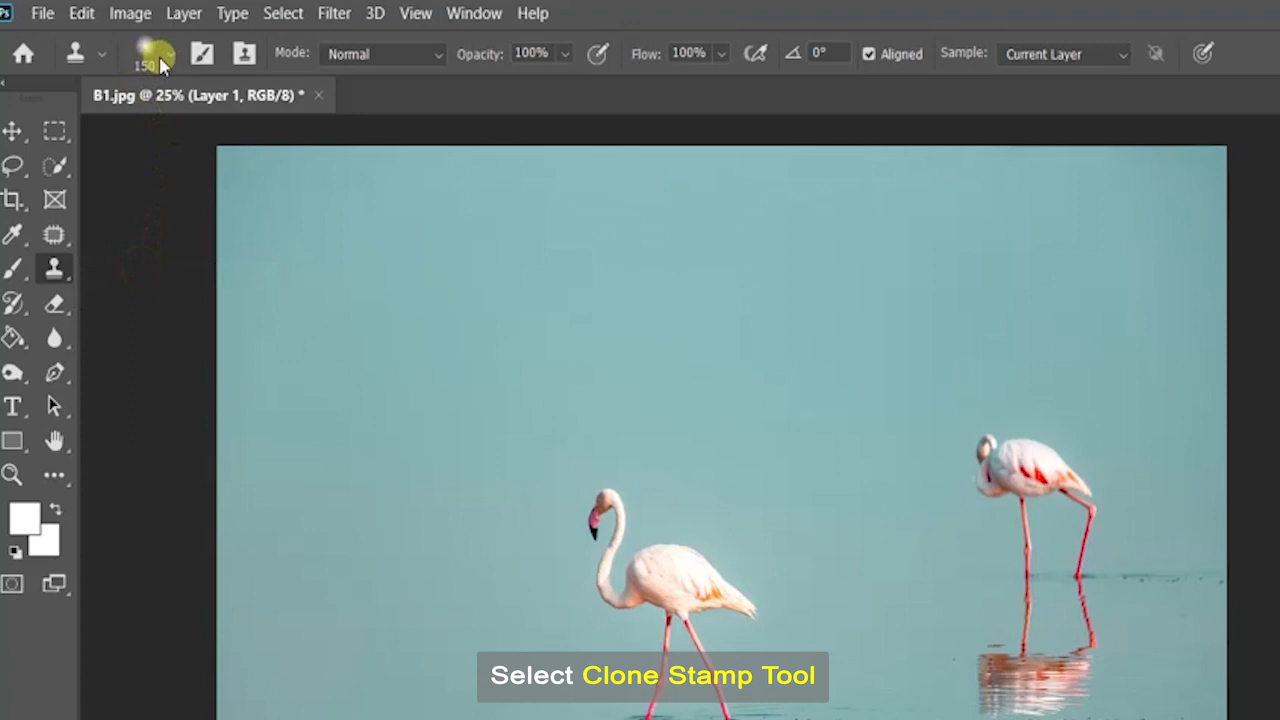 Ps File Edit Image Layer Type Select Filter 3D View Window Help
150 Mode: Normal Opacity: 100% Flow: 100% 0° Aligned Sample: Current Layer
B1.jpg @ 25% (Layer 1, RGB/8) * ×
T
Select Clone Stamp Tool